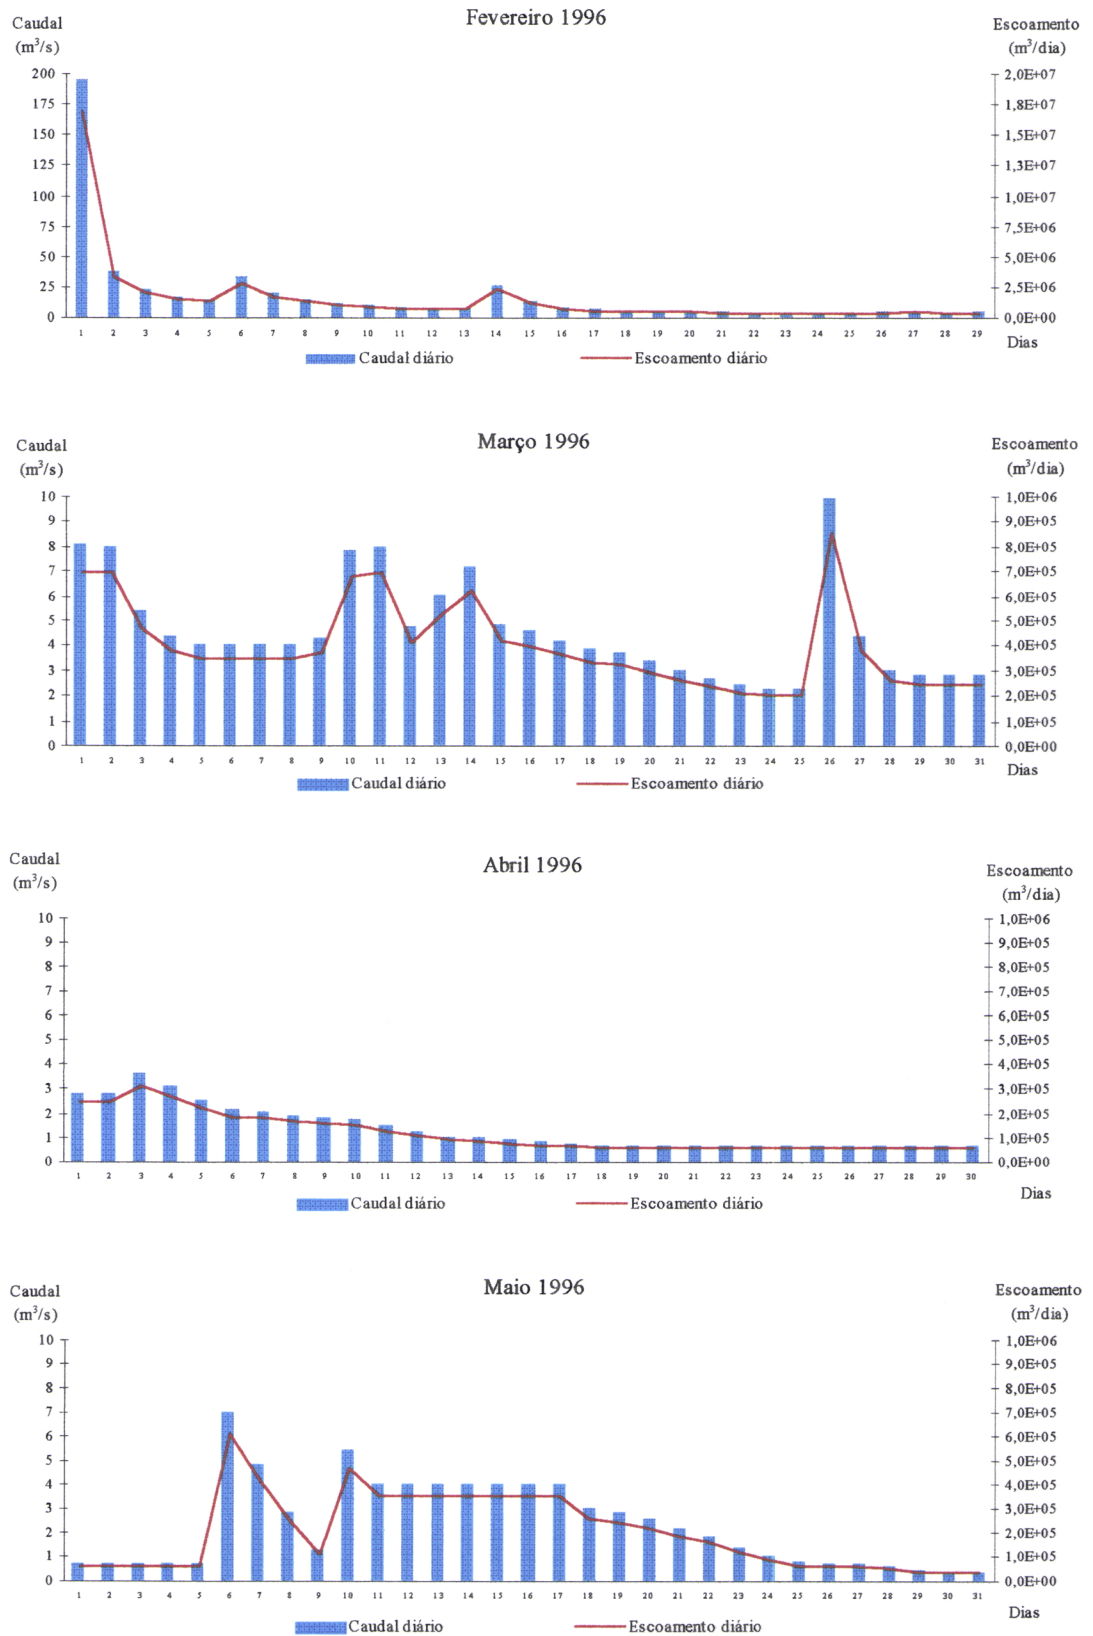 Fevereiro 1996
Caudal
(m³/s)
Escoamento
(m³/dia)
200
175
150
125
100
75
50
25
0
2,0E+07
1,8E+07
1,5E+07
1,3E+07
1,0E+07
7,5E+06
5,0E+06
2,5E+06
0,0E+00
1 2 3 4 5 6 7 8 9 10 11 12 13 14 15 16 17 18 19 20 21 22 23 24 25 26 27 28 29
Dias
Caudal diário Escoamento diário
Março 1996
Caudal
(m³/s)
Escoamento
(m³/dia)
10
9
8
7
6
5
4
3
2
1
0
1,0E+06
9,0E+05
8,0E+05
7,0E+05
6,0E+05
5,0E+05
4,0E+05
3,0E+05
2,0E+05
1,0E+05
0,0E+00
1 2 3 4 5 6 7 8 9 10 11 12 13 14 15 16 17 18 19 20 21 22 23 24 25 26 27 28 29 30 31
Dias
Caudal diário Escoamento diário
Abril 1996
Caudal
(m³/s)
Escoamento
(m³/dia)
10
9
8
7
6
5
4
3
2
1
0
1,0E+06
9,0E+05
8,0E+05
7,0E+05
6,0E+05
5,0E+05
4,0E+05
3,0E+05
2,0E+05
1,0E+05
0,0E+00
1 2 3 4 5 6 7 8 9 10 11 12 13 14 15 16 17 18 19 20 21 22 23 24 25 26 27 28 29 30
Dias
Caudal diário Escoamento diário
Maio 1996
Caudal
(m³/s)
Escoamento
(m³/dia)
10
9
8
7
6
5
4
3
2
1
0
1,0E+06
9,0E+05
8,0E+05
7,0E+05
6,0E+05
5,0E+05
4,0E+05
3,0E+05
2,0E+05
1,0E+05
0,0E+00
1 2 3 4 5 6 7 8 9 10 11 12 13 14 15 16 17 18 19 20 21 22 23 24 25 26 27 28 29 30 31
Dias
Caudal diário Escoamento diário